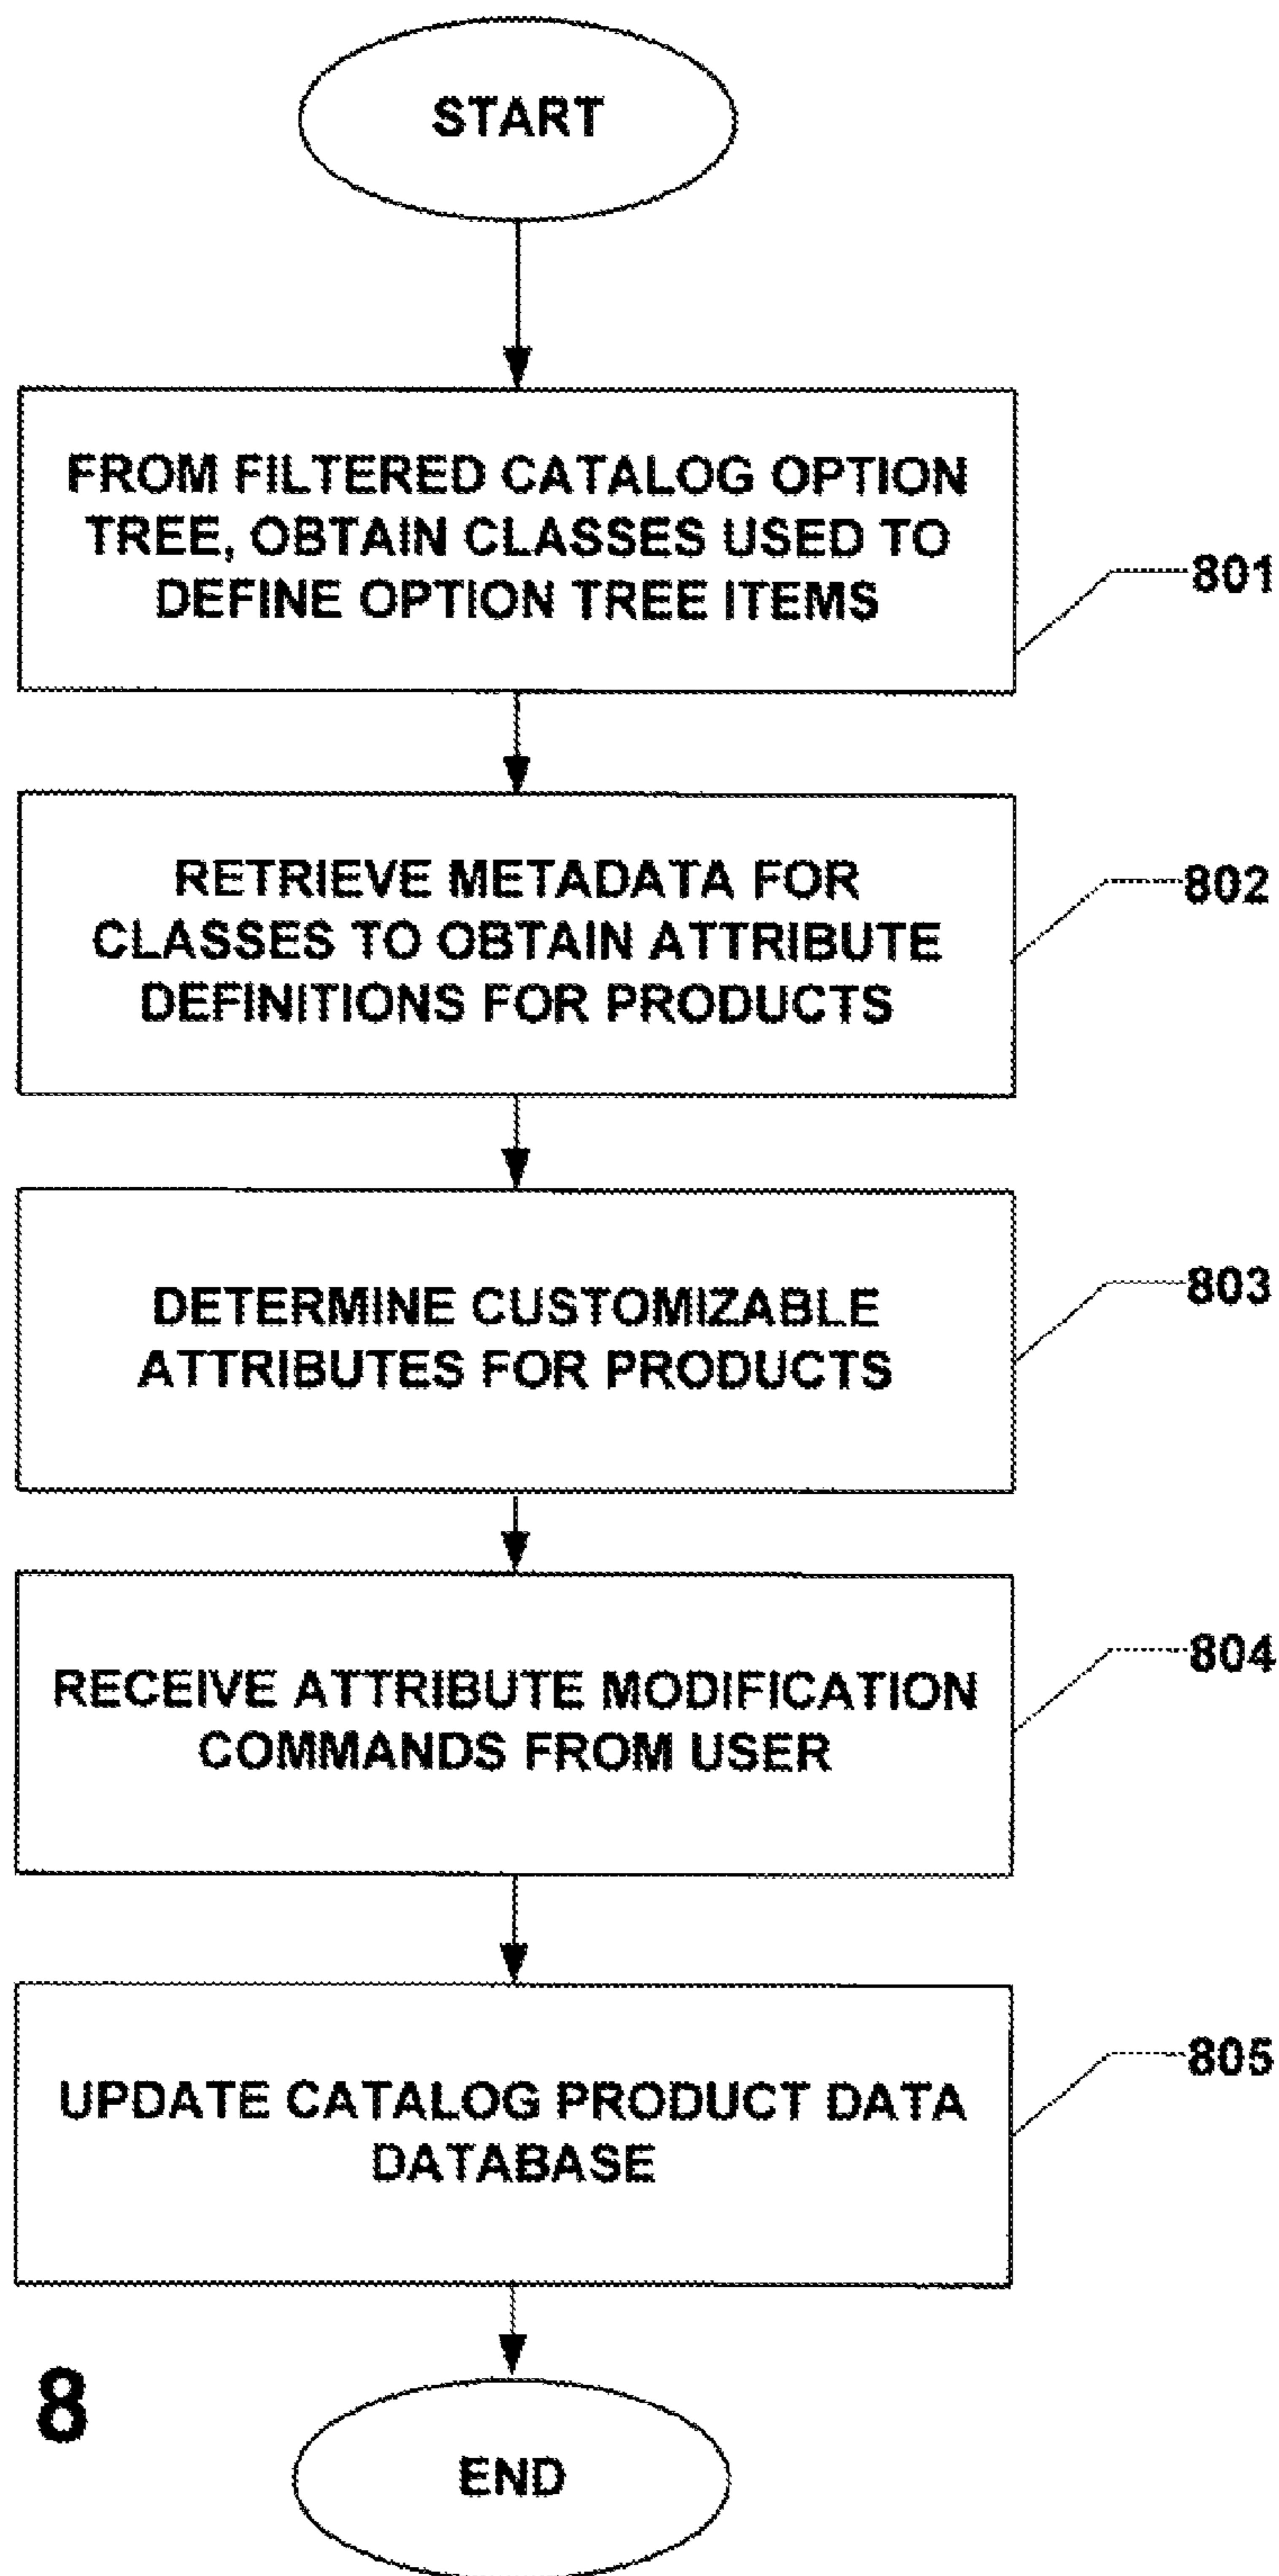 START
FROM FILTERED CATALOG OPTION
TREE, OBTAIN CLASSES USED TO
DEFINE OPTION TREE ITEMS
801
RETRIEVE METADATA FOR
CLASSES TO OBTAIN ATTRIBUTE
DEFINITIONS FOR PRODUCTS
802
DETERMINE CUSTOMIZABLE
ATTRIBUTES FOR PRODUCTS
803
RECEIVE ATTRIBUTE MODIFICATION
COMMANDS FROM USER
804
UPDATE CATALOG PRODUCT DATA
DATABASE
805
8
END